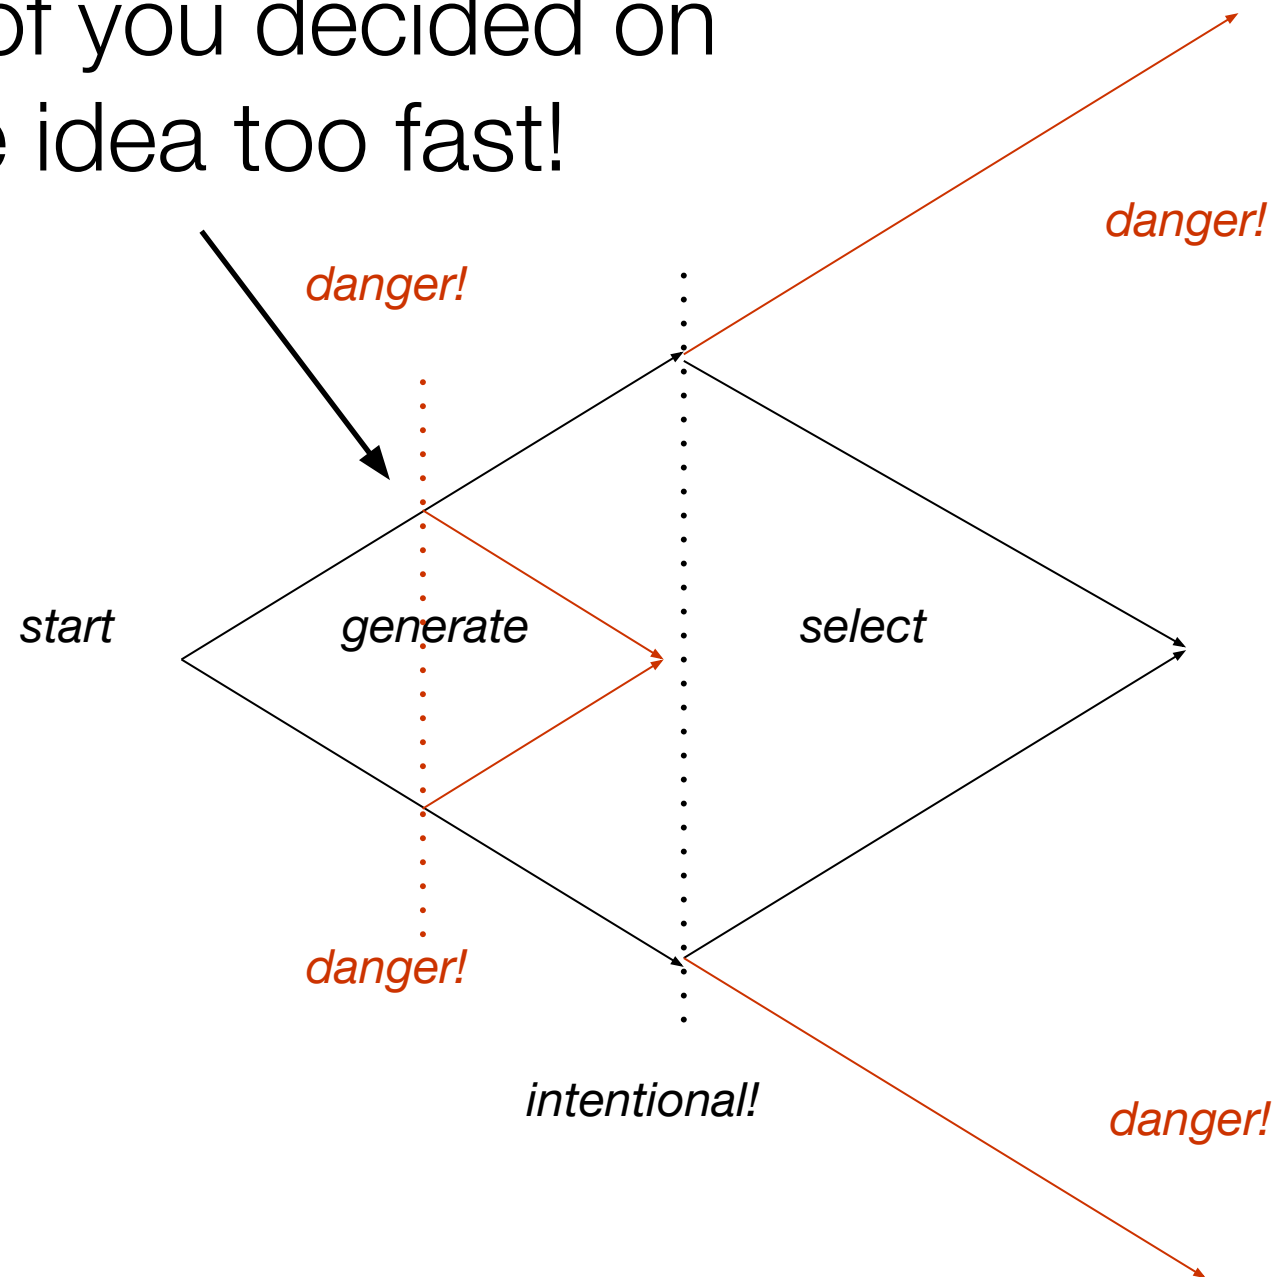 of you decided on
idea too fast!
danger!
danger!
start
generate
select
danger!
intentional!
danger!